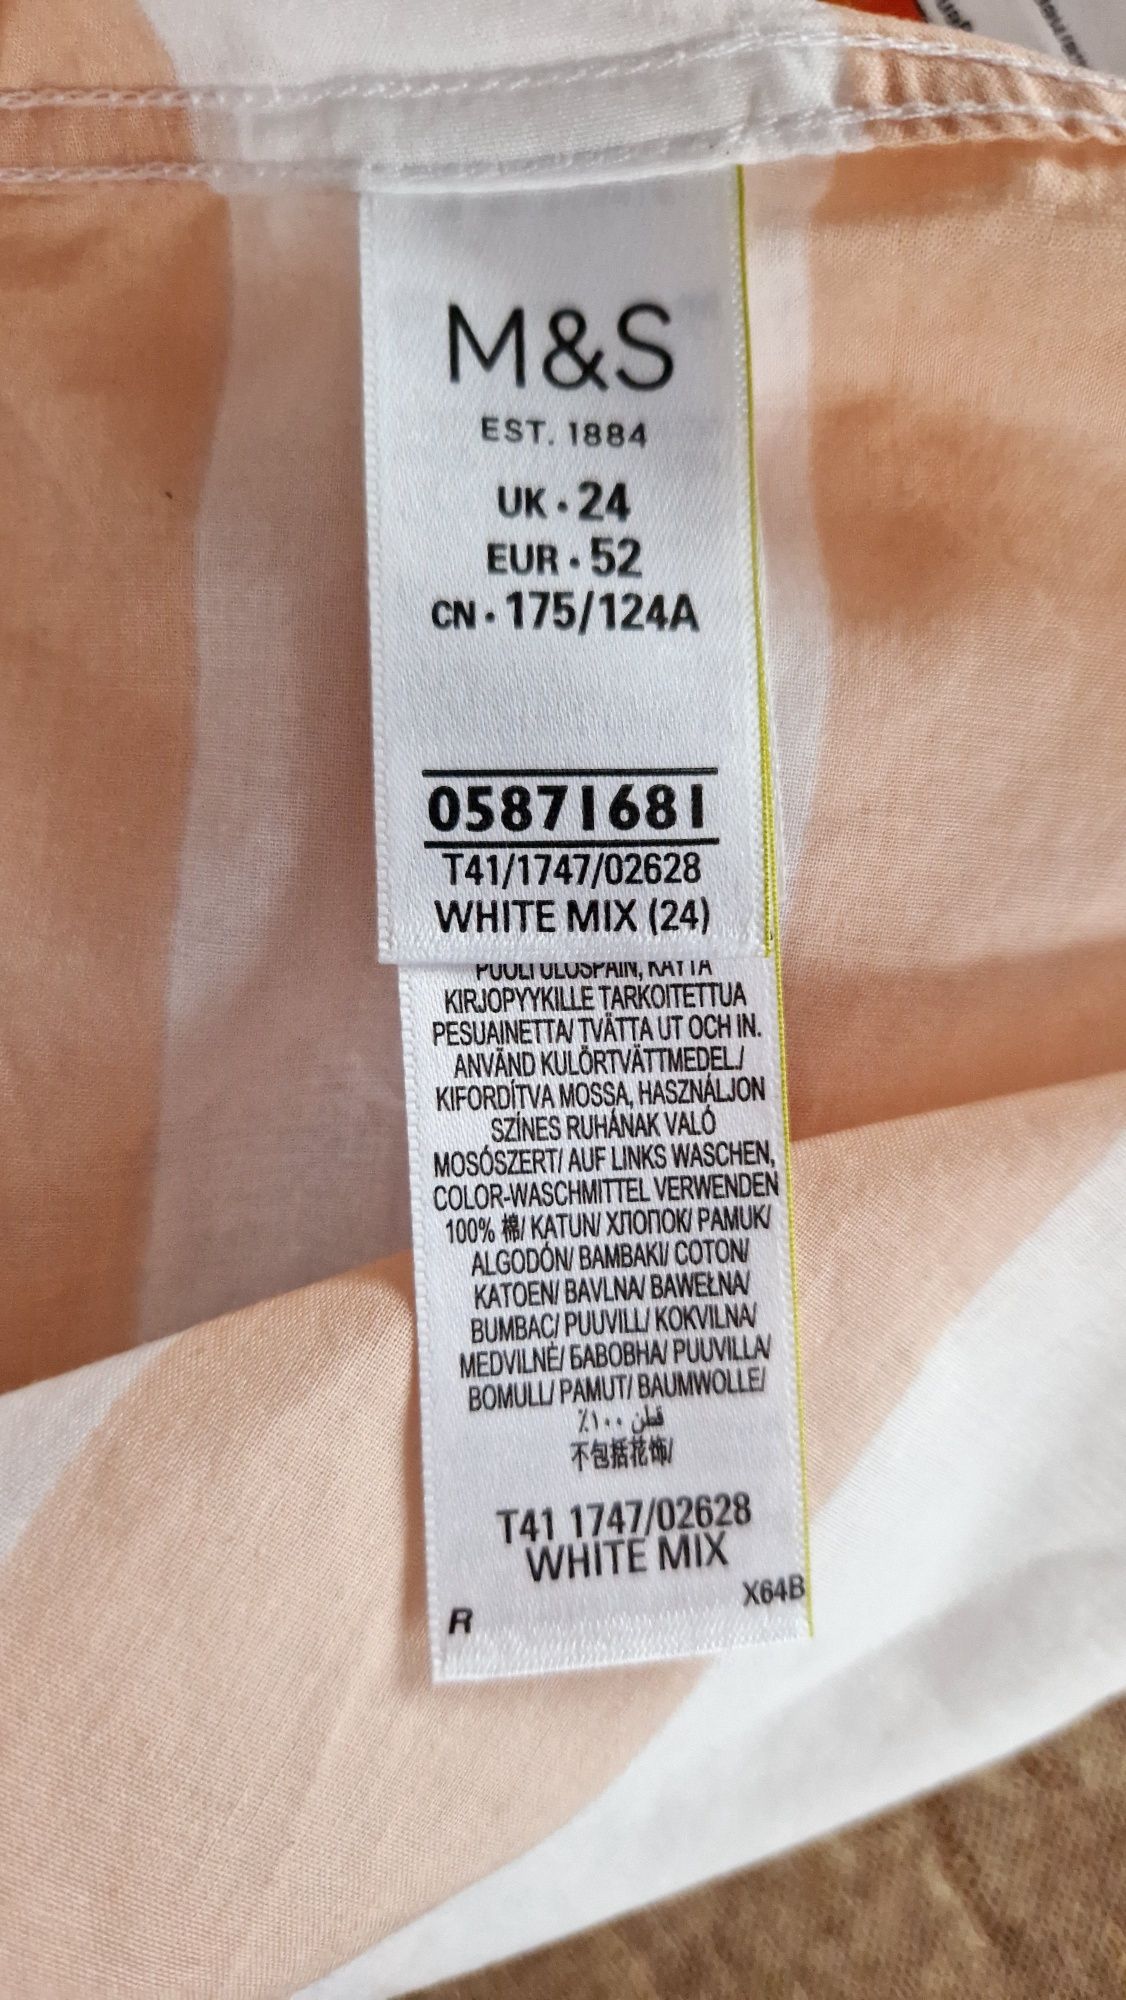 M&S
EST. 1884
UK · 24
EUR · 52
CN · 175/124A
05871681
T41/1747/02628
WHITE MIX (24)
PUOLI ULOSPÄIN, KÄYTÄ
KIRJOPYYKILLE TARKOITETTUA
PESUAINETTA/ TVÄTTA UT OCH IN.
ANVÄND KULÖRTVÄTTMEDEL/
KIFORDÍTVA MOSSA, HASZNÁLJON
SZÍNES RUHÁNAK VALÓ
MOSÓSZERT/ AUF LINKS WASCHEN,
COLOR-WASCHMITTEL VERWENDEN
100% 棉/ KATUN/ ХЛОПОК/ PAMUK/
ALGODÓN/ BAMBAKI/ COTON/
KATOEN/ BAVLNA/ BAWEŁNA/
BUMBAC/ PUUVILL/ KOKVILNA/
MEDVILNĖ/ БАВОВНА/ PUUVILLA/
BOMULL/ PAMUT/ BAUMWOLLE/
قطن ١٠٠٪
不包括花饰/
T41 1747/02628
WHITE MIX
R X64B